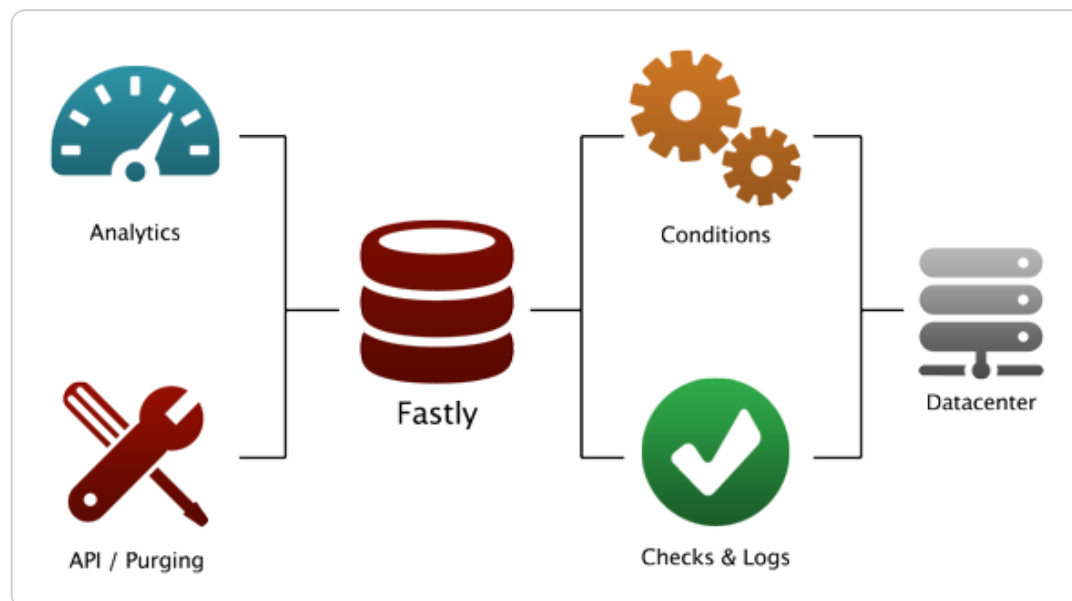 Analytics
Conditions
Fastly
Datacenter
API / Purging
Checks & Logs